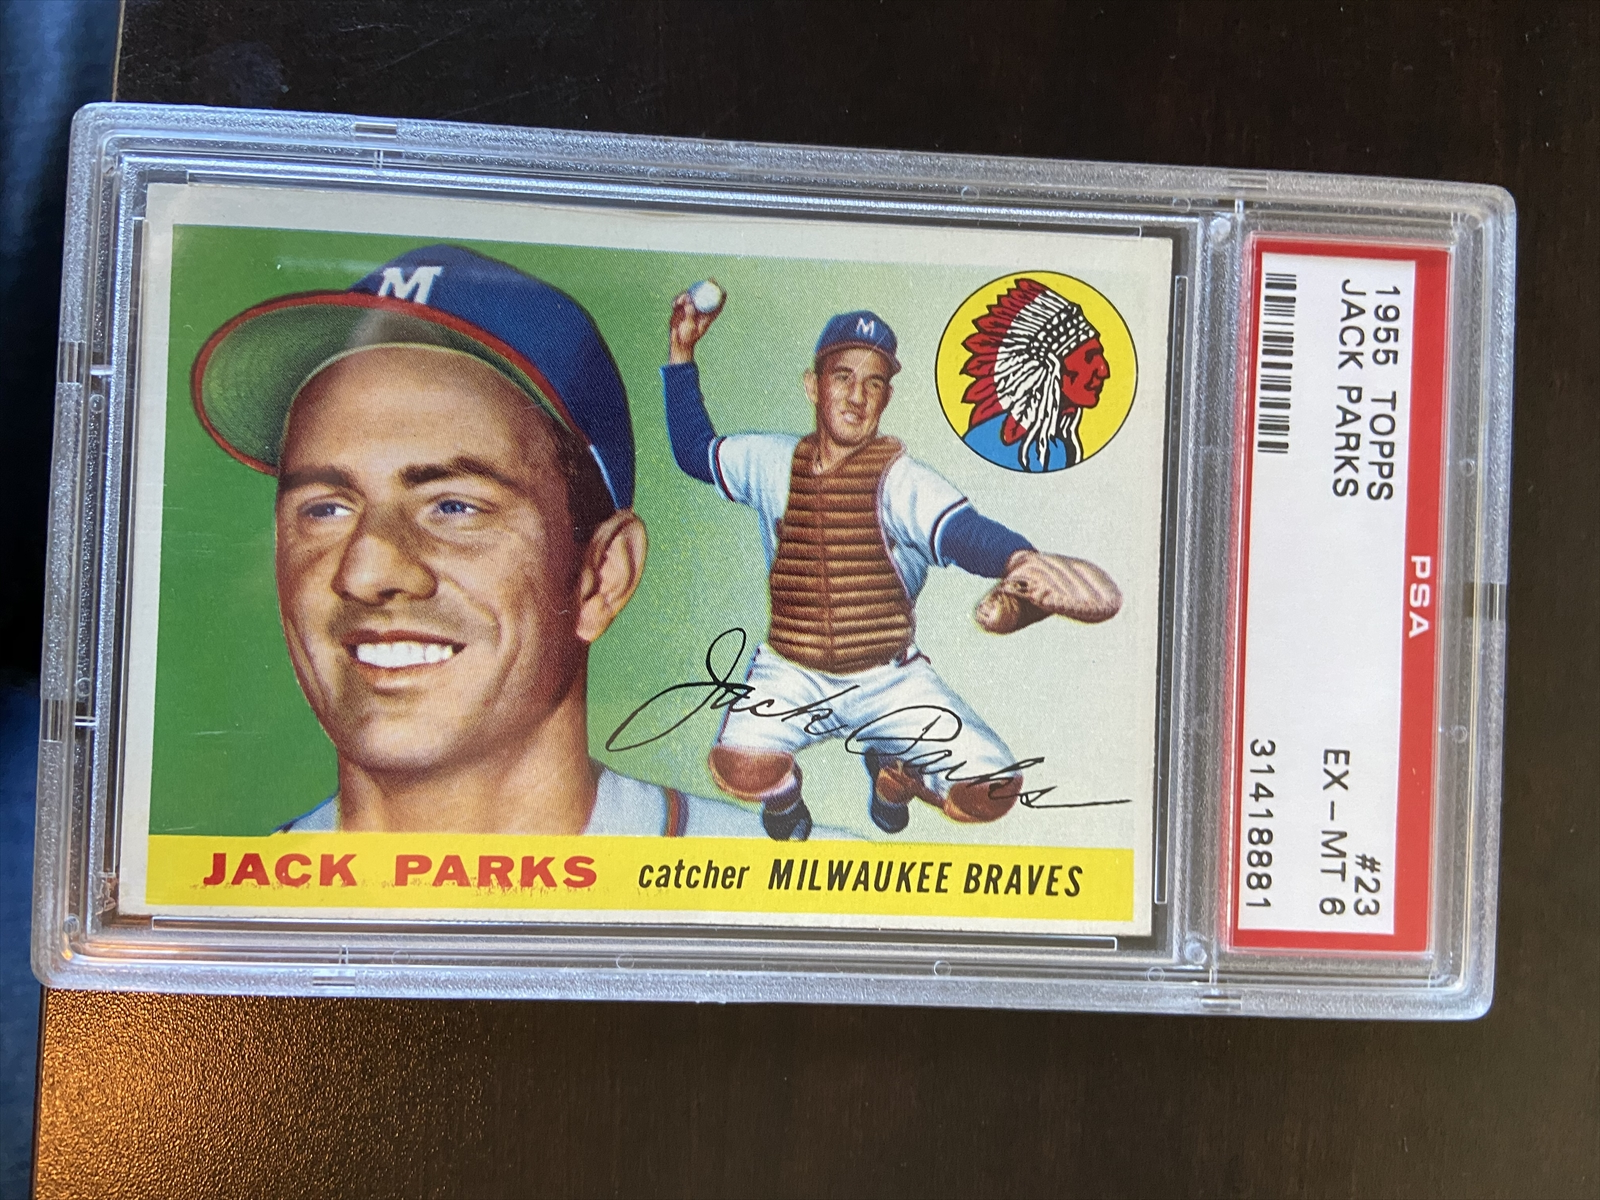 M
M
Jack Parks
JACK PARKS catcher MILWAUKEE BRAVES
PSA
1955 TOPPS #23
JACK PARKS EX - MT 6
31418881